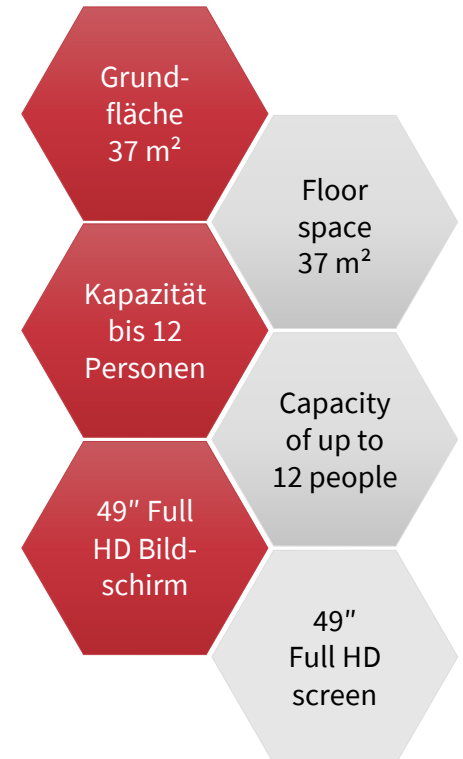 Grund-
fläche
37 m²
Floor
space
37 m²
Kapazität
bis 12
Personen
Capacity
of up to
12 people
49″ Full
HD Bild-
schirm
49″
Full HD
screen